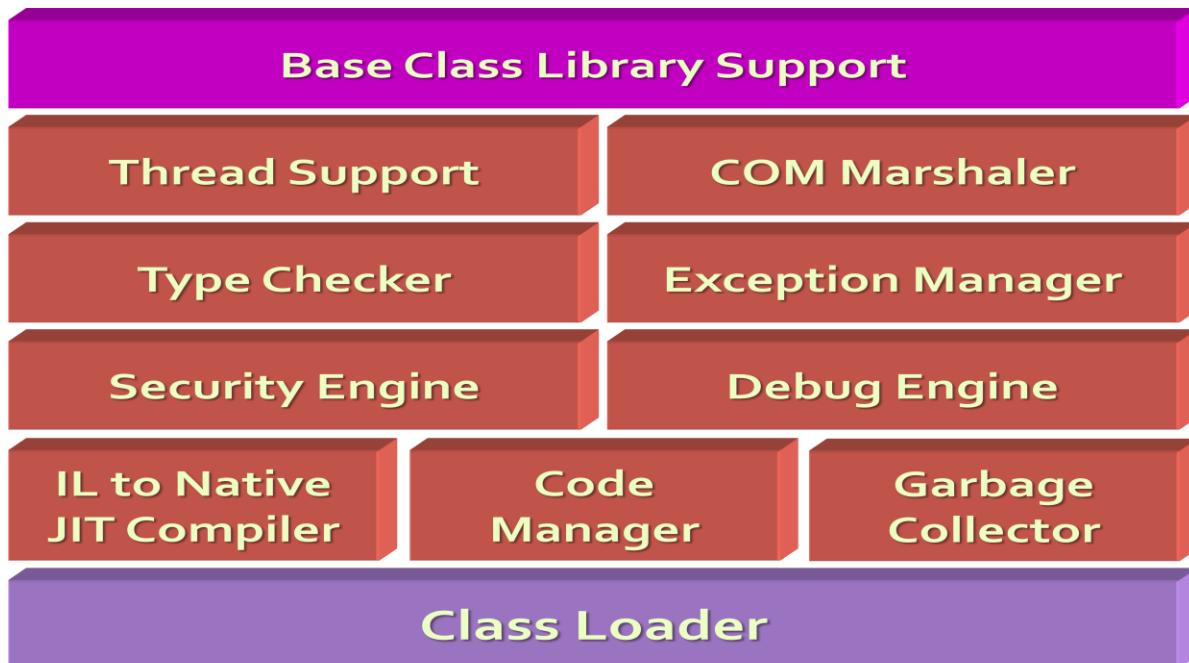 Base Class Library Support
Thread Support
COM Marshaler
Type Checker
Exception Manager
Security Engine
Debug Engine
IL to Native
JIT Compiler
Code
Manager
Garbage
Collector
Class Loader